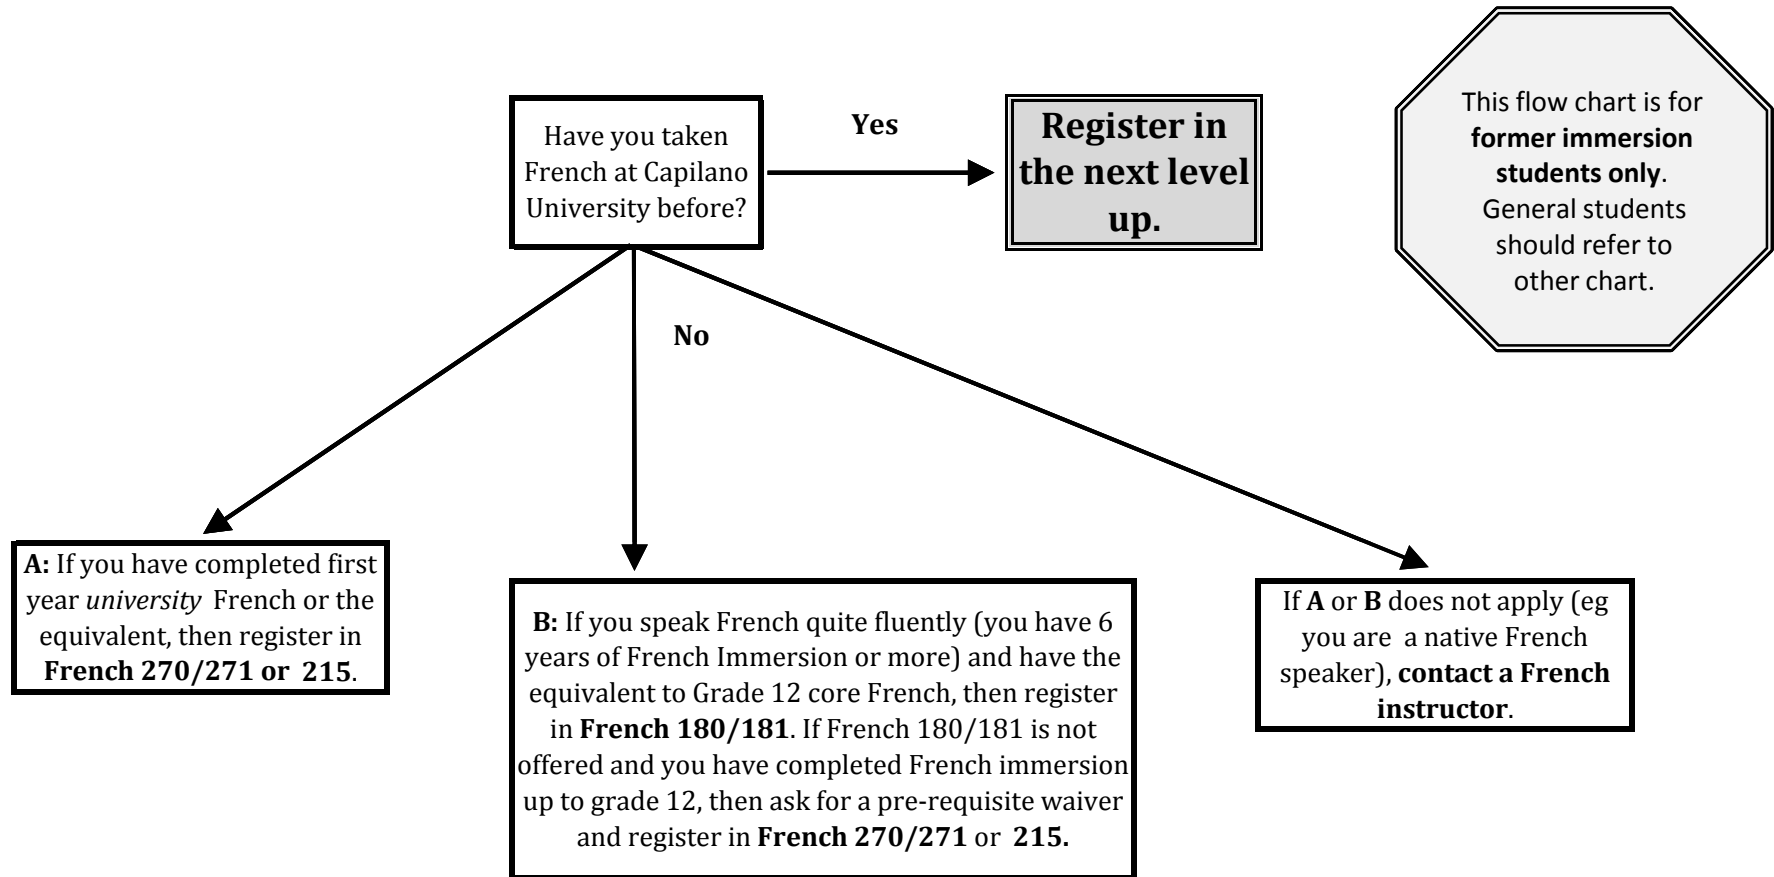 Have you taken
French at Capilano
University before?
Yes
Register in
the next level
up.
This flow chart is for
former immersion
students only.
General students
should refer to
other chart.
No
A: If you have completed first
year university French or the
equivalent, then register in
French 270/271 or 215.
B: If you speak French quite fluently (you have 6
years of French Immersion or more) and have the
equivalent to Grade 12 core French, then register
in French 180/181. If French 180/181 is not
offered and you have completed French immersion
up to grade 12, then ask for a pre-requisite waiver
and register in French 270/271 or 215.
If A or B does not apply (eg
you are a native French
speaker), contact a French
instructor.